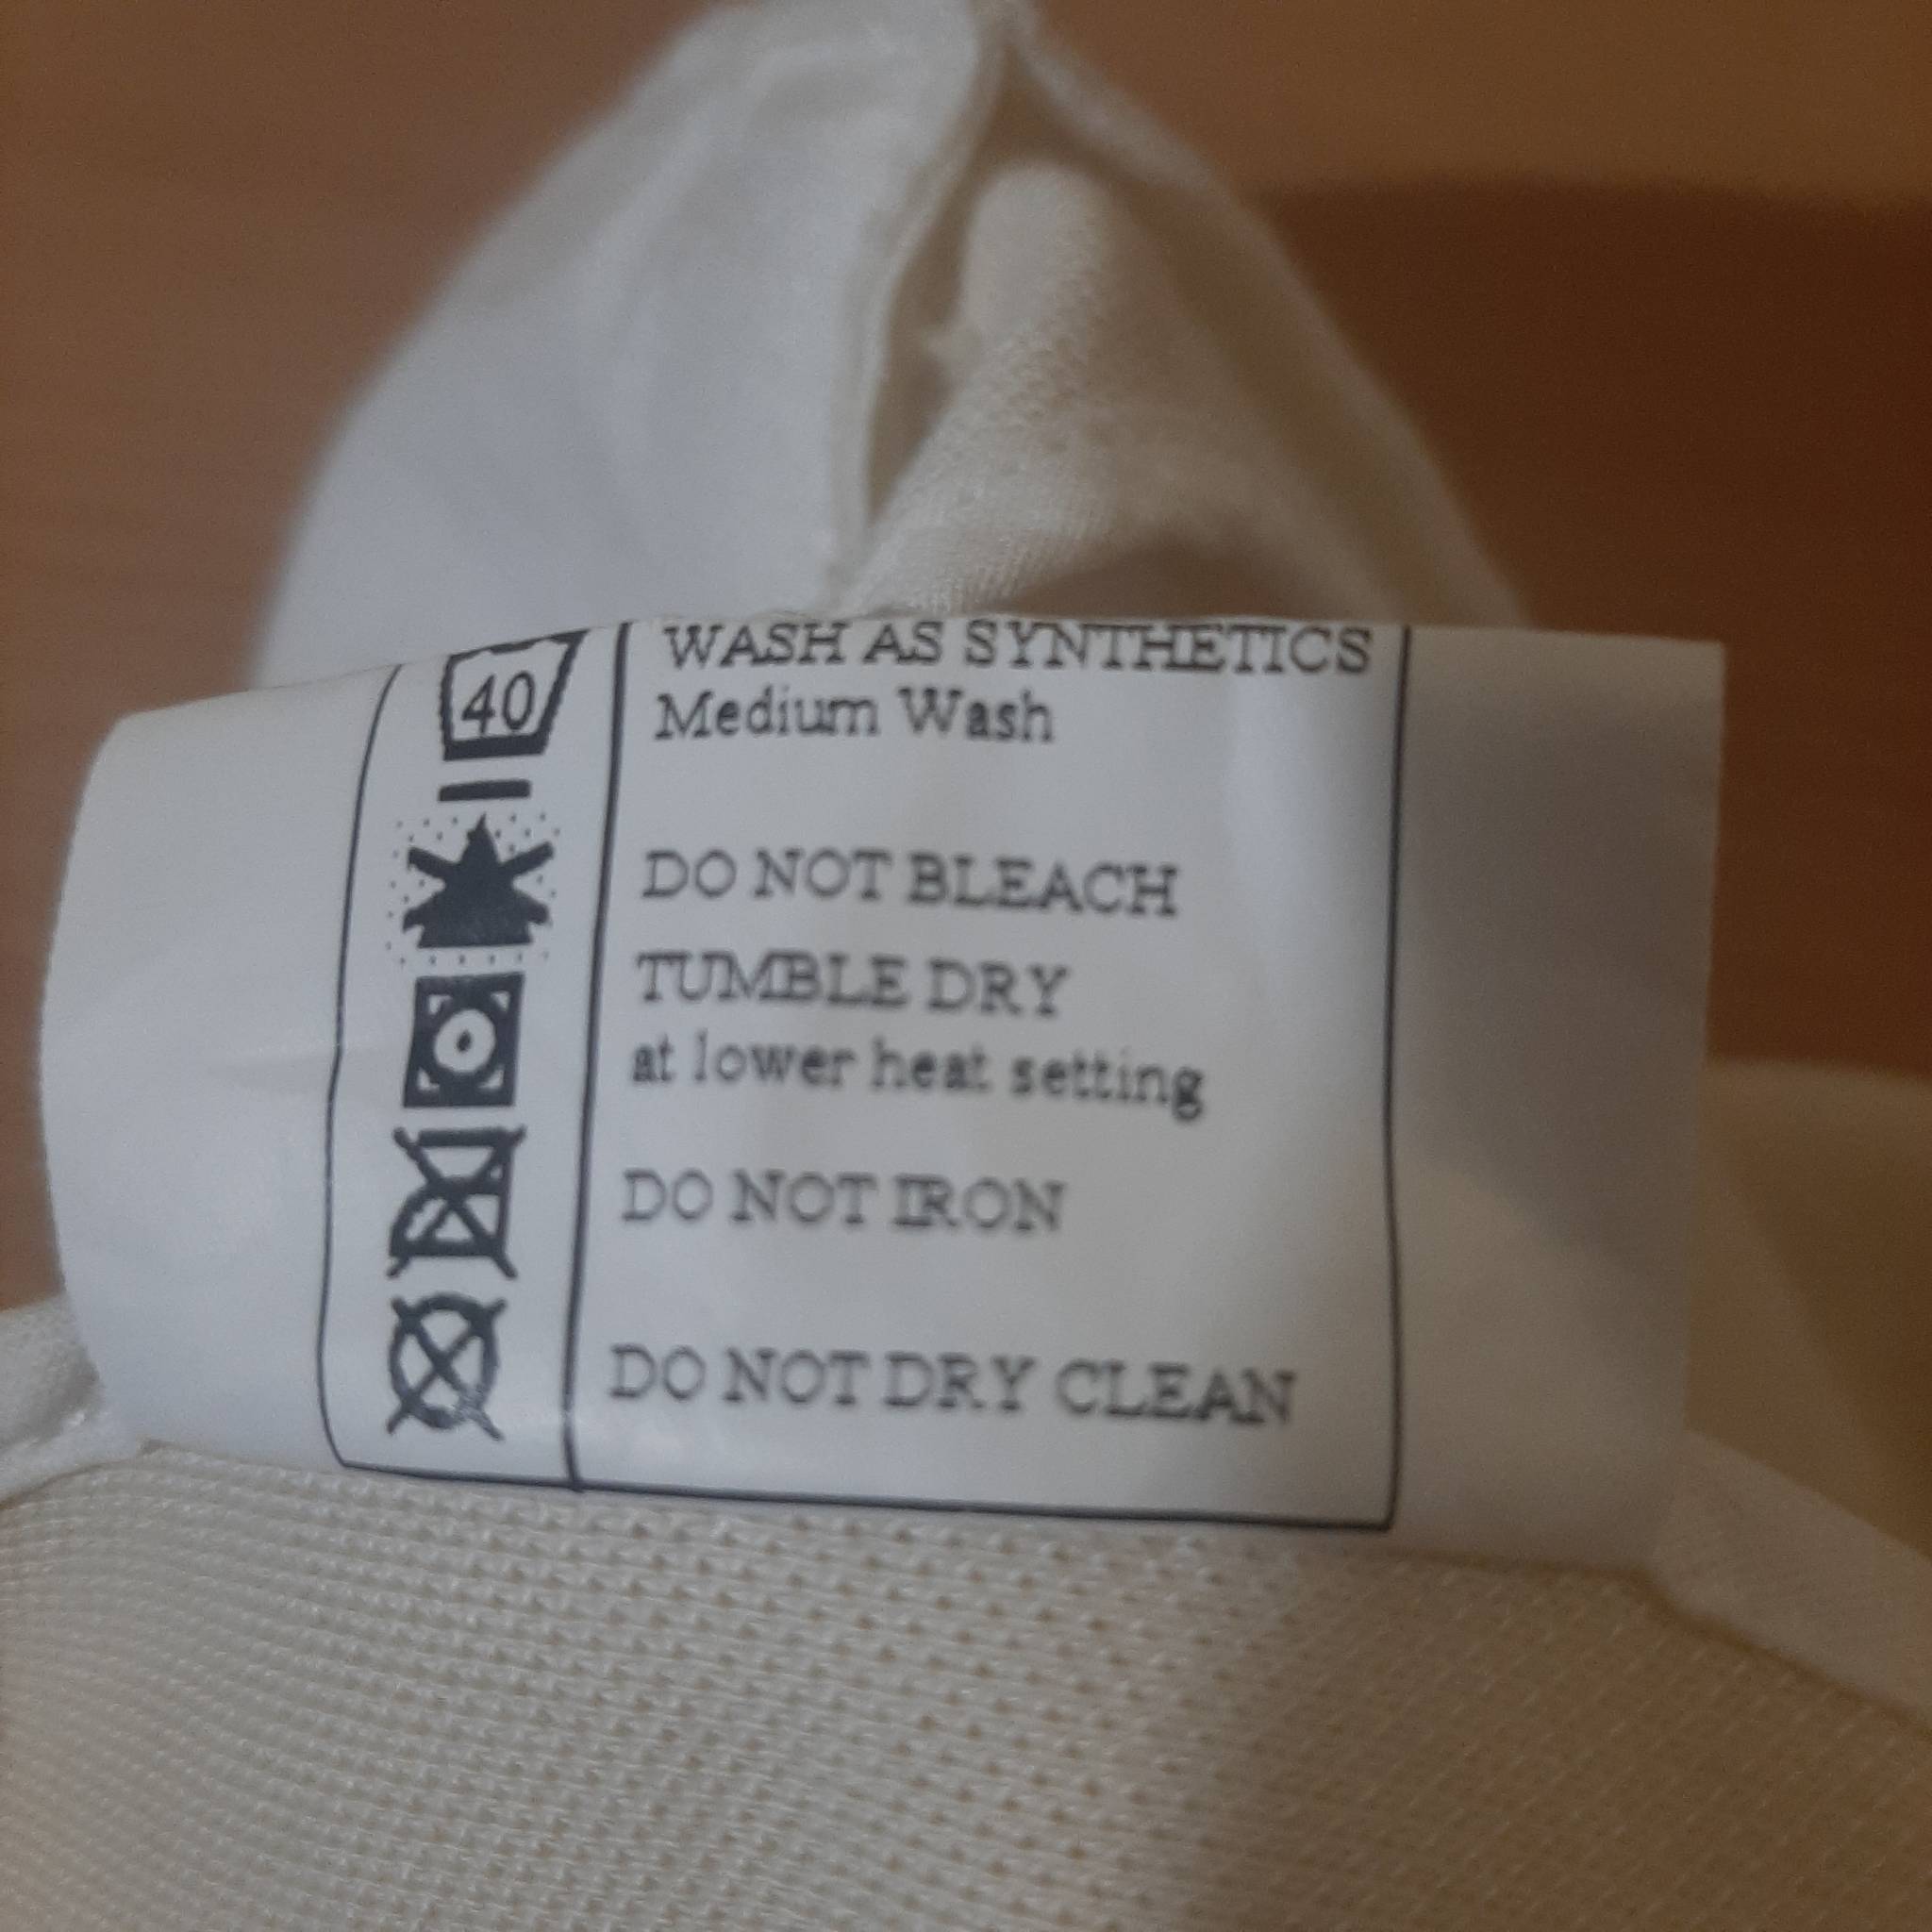 40
WASH AS SYNTHETICS
Medium Wash
DO NOT BLEACH
TUMBLE DRY
at lower heat setting
DO NOT IRON
DO NOT DRY CLEAN